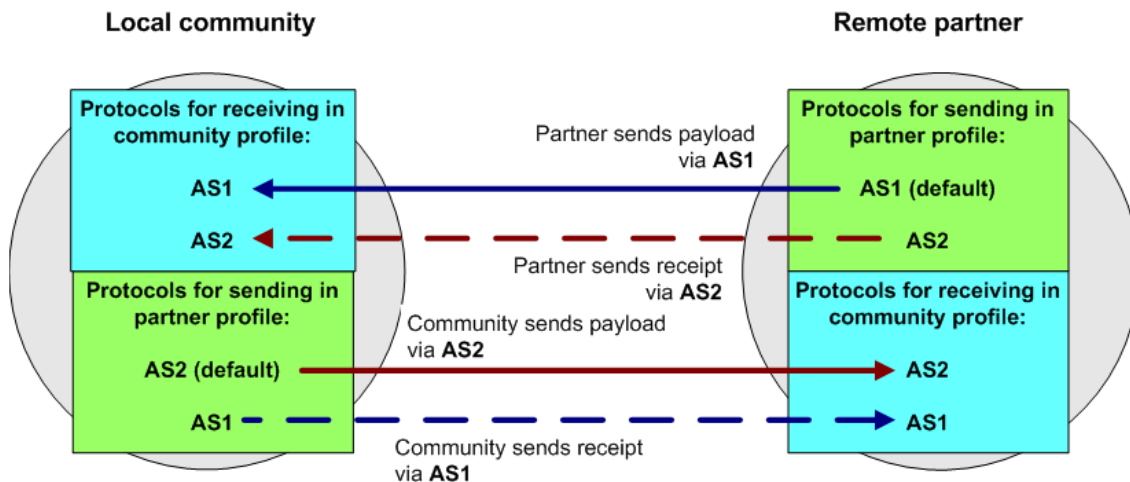 Local community
Remote partner
Protocols for receiving in
community profile:
AS1
AS2
Protocols for sending in
partner profile:
AS2 (default)
AS1
Partner sends payload
via AS1
Partner sends receipt
via AS2
Community sends payload
via AS2
Community sends receipt
via AS1
Protocols for sending in
partner profile:
AS1 (default)
AS2
Protocols for receiving in
community profile:
AS2
AS1